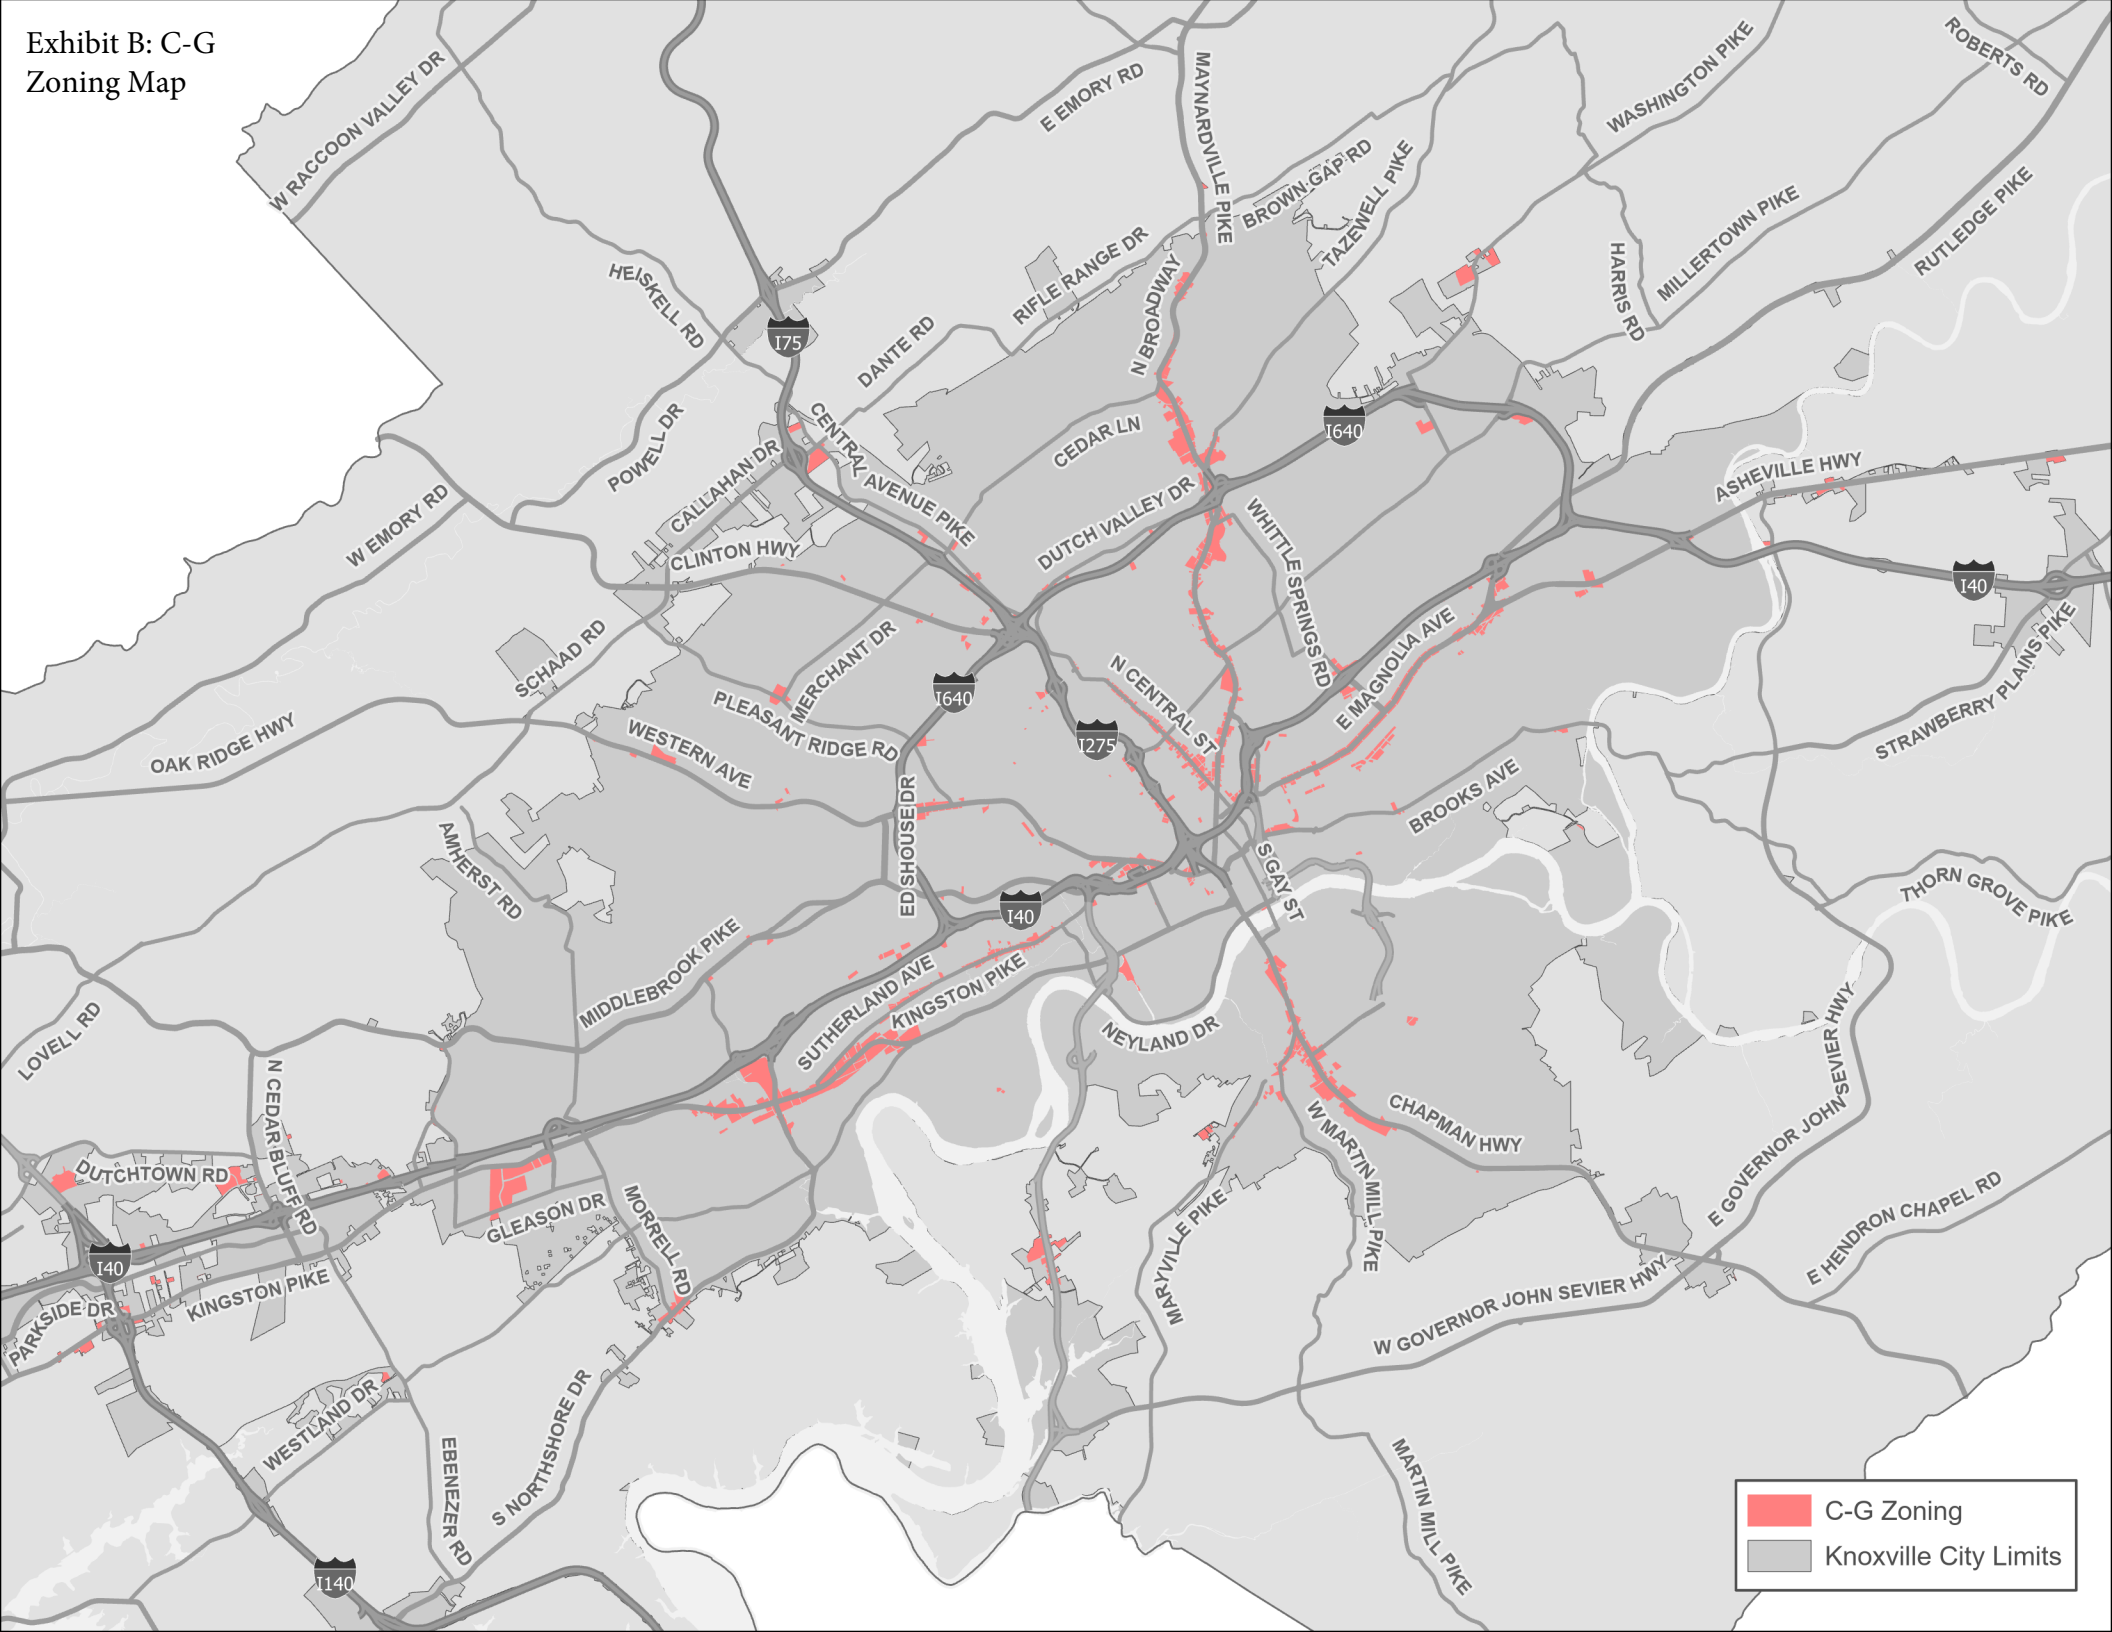 Exhibit B: C-G
Zoning Map
W RACCOON VALLEY DR
E EMORY RD
MAYNARDVILLE PIKE
WASHINGTON PIKE
ROBERTS RD
BROWN GAP RD
TAZEWELL PIKE
RIFLE RANGE DR
HEISKELL RD
N BROADWAY
HARRIS RD
MILLERTOWN PIKE
RUTLEDGE PIKE
I75
DANTE RD
POWELL DR
CALLAHAN DR
CENTRAL AVENUE PIKE
CEDAR LN
I640
ASHEVILLE HWY
W EMORY RD
CLINTON HWY
DUTCH VALLEY DR
WHITTLE SPRINGS RD
I40
SCHAAD RD
MERCHANT DR
E MAGNOLIA AVE
STRAWBERRY PLAINS PIKE
I640
N CENTRAL ST
PLEASANT RIDGE RD
I275
OAK RIDGE HWY
WESTERN AVE
BROOKS AVE
ED SHOUSE DR
AMHERST RD
S GAY ST
I40
THORN GROVE PIKE
MIDDLEBROOK PIKE
SUTHERLAND AVE
KINGSTON PIKE
NEYLAND DR
LOVELL RD
N CEDAR BLUFF RD
E GOVERNOR JOHN SEVIER HWY
W MARTIN MILL PIKE
CHAPMAN HWY
DUTCHTOWN RD
GLEASON DR
MORRELL RD
MARYVILLE PIKE
E HENDRON CHAPEL RD
I40
KINGSTON PIKE
PARKSIDE DR
W GOVERNOR JOHN SEVIER HWY
WESTLAND DR
EBENEZER RD
S NORTHSHORE DR
MARTIN MILL PIKE
I140
C-G Zoning
Knoxville City Limits